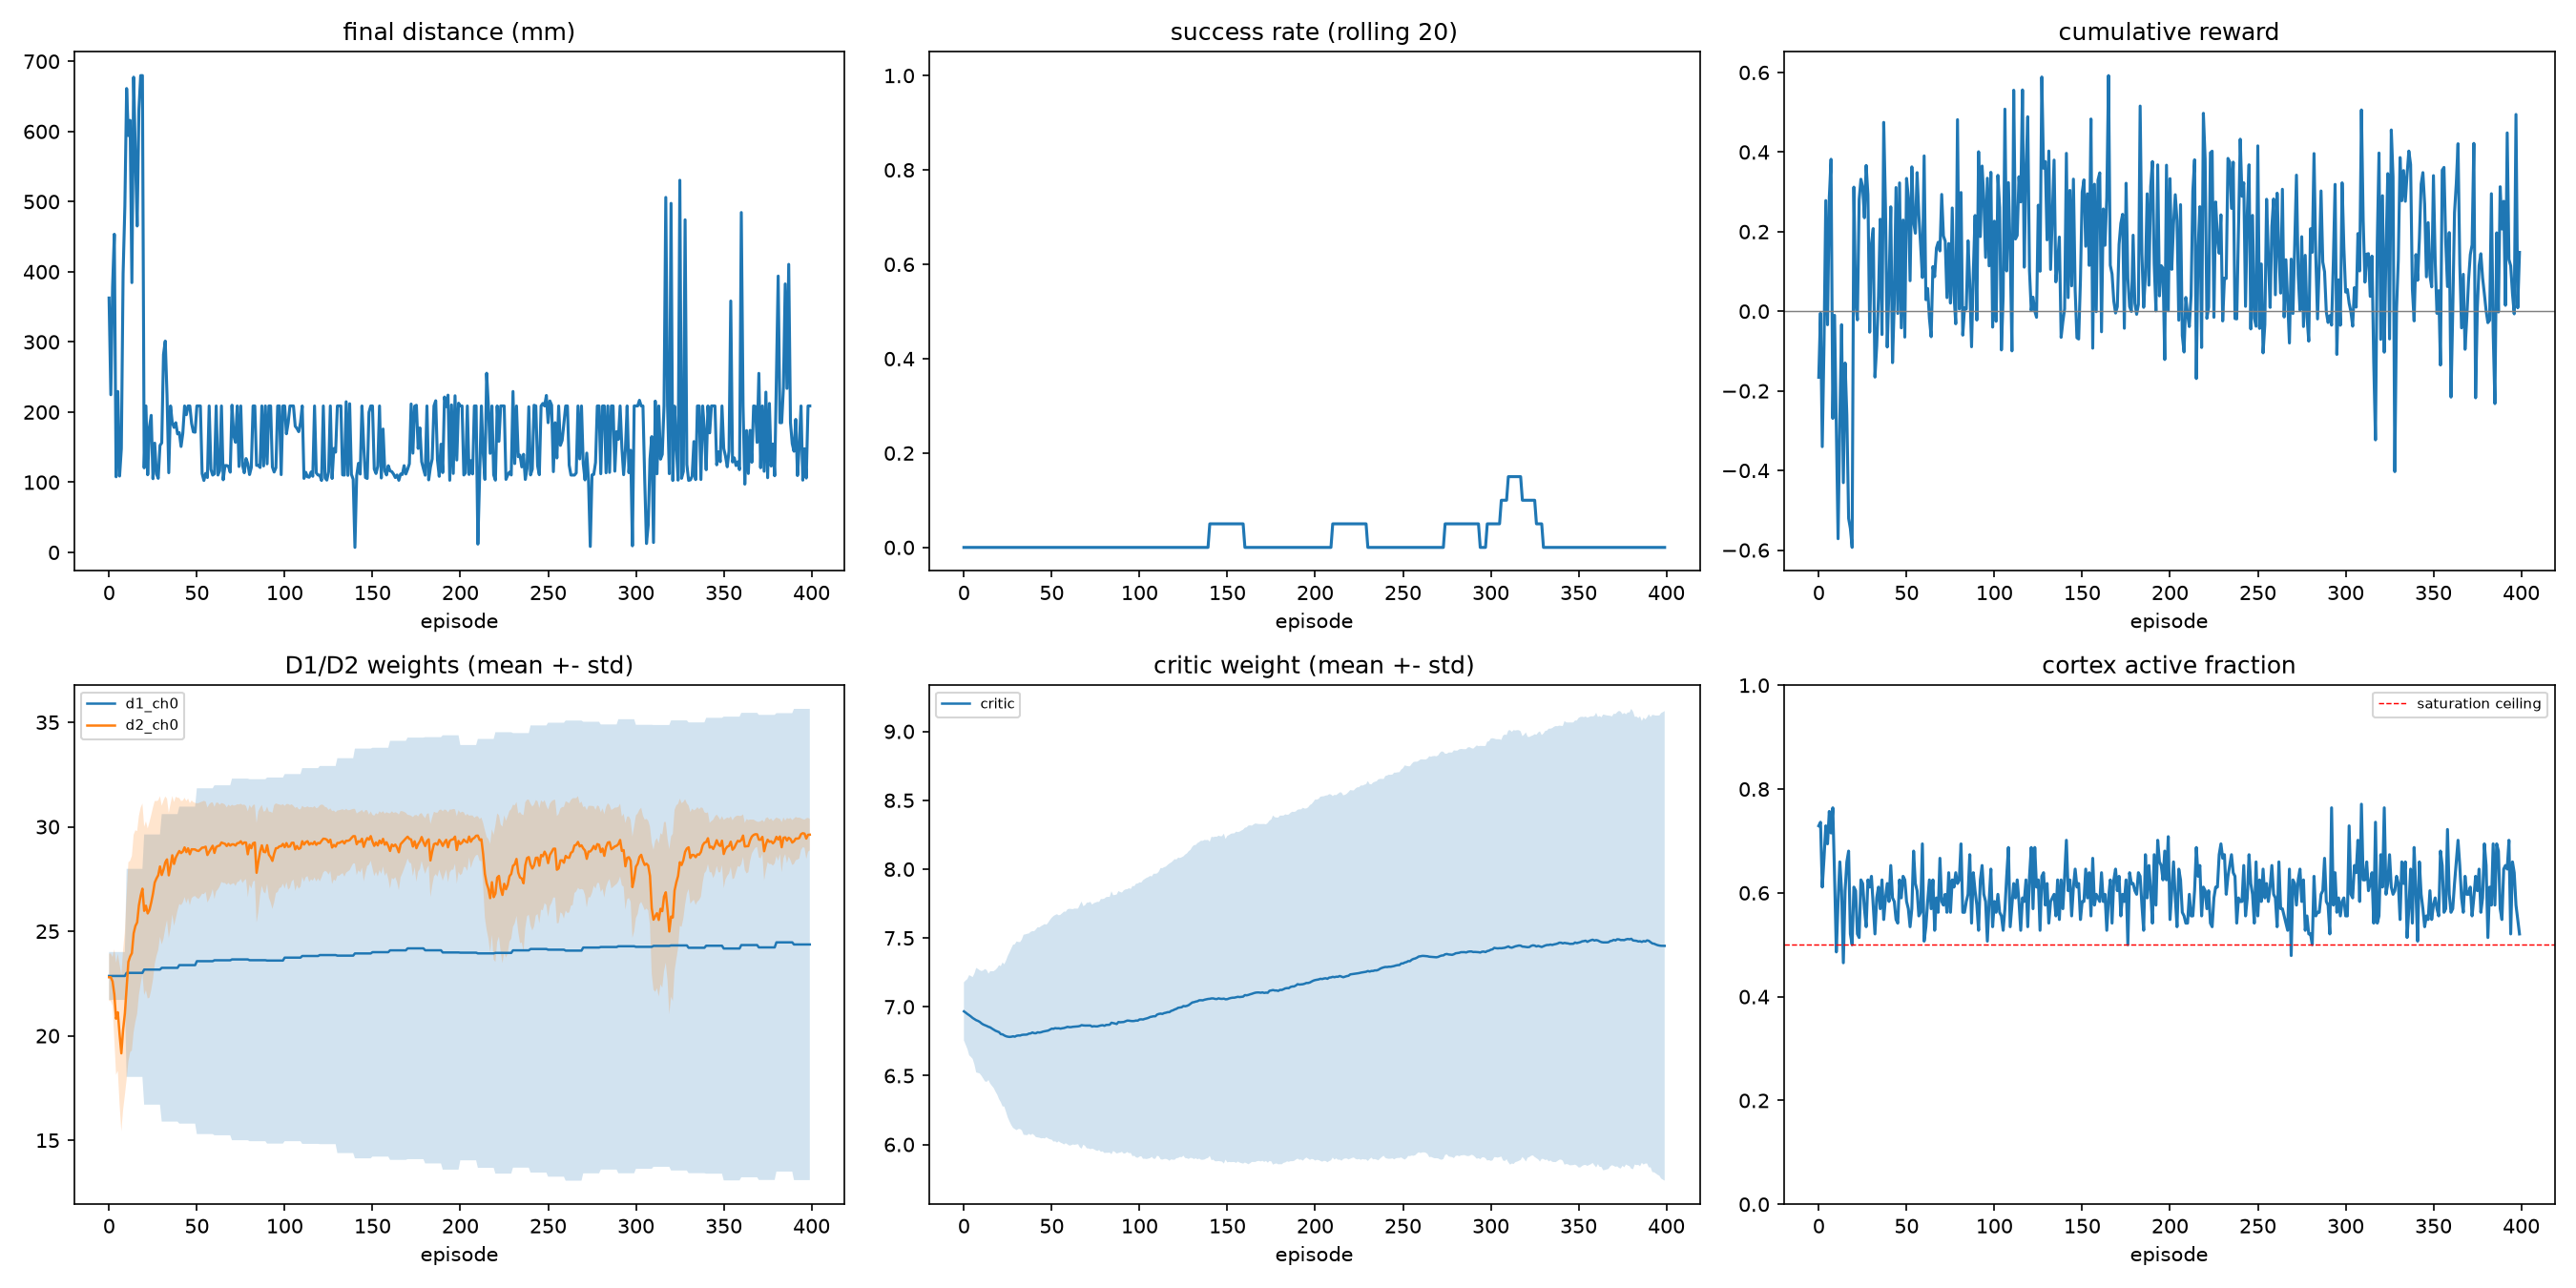 final distance (mm)
700
600
500
400
300
200
100
0
0 50 100 150 200 250 300 350 400
episode
success rate (rolling 20)
1.0
0.8
0.6
0.4
0.2
0.0
0 50 100 150 200 250 300 350 400
episode
cumulative reward
0.6
0.4
0.2
0.0
−0.2
−0.4
−0.6
0 50 100 150 200 250 300 350 400
episode
D1/D2 weights (mean +- std)
d1_ch0
d2_ch0
35
30
25
20
15
0 50 100 150 200 250 300 350 400
episode
critic weight (mean +- std)
critic
9.0
8.5
8.0
7.5
7.0
6.5
6.0
0 50 100 150 200 250 300 350 400
episode
cortex active fraction
saturation ceiling
1.0
0.8
0.6
0.4
0.2
0.0
0 50 100 150 200 250 300 350 400
episode